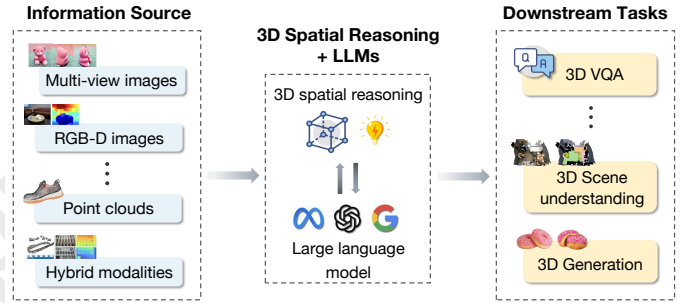 Information Source
Multi-view images
RGB-D images
Point clouds
Hybrid modalities
3D Spatial Reasoning
+ LLMs
3D spatial reasoning
Large language
model
Downstream Tasks
Q
A
3D VQA
3D Scene
understanding
3D Generation